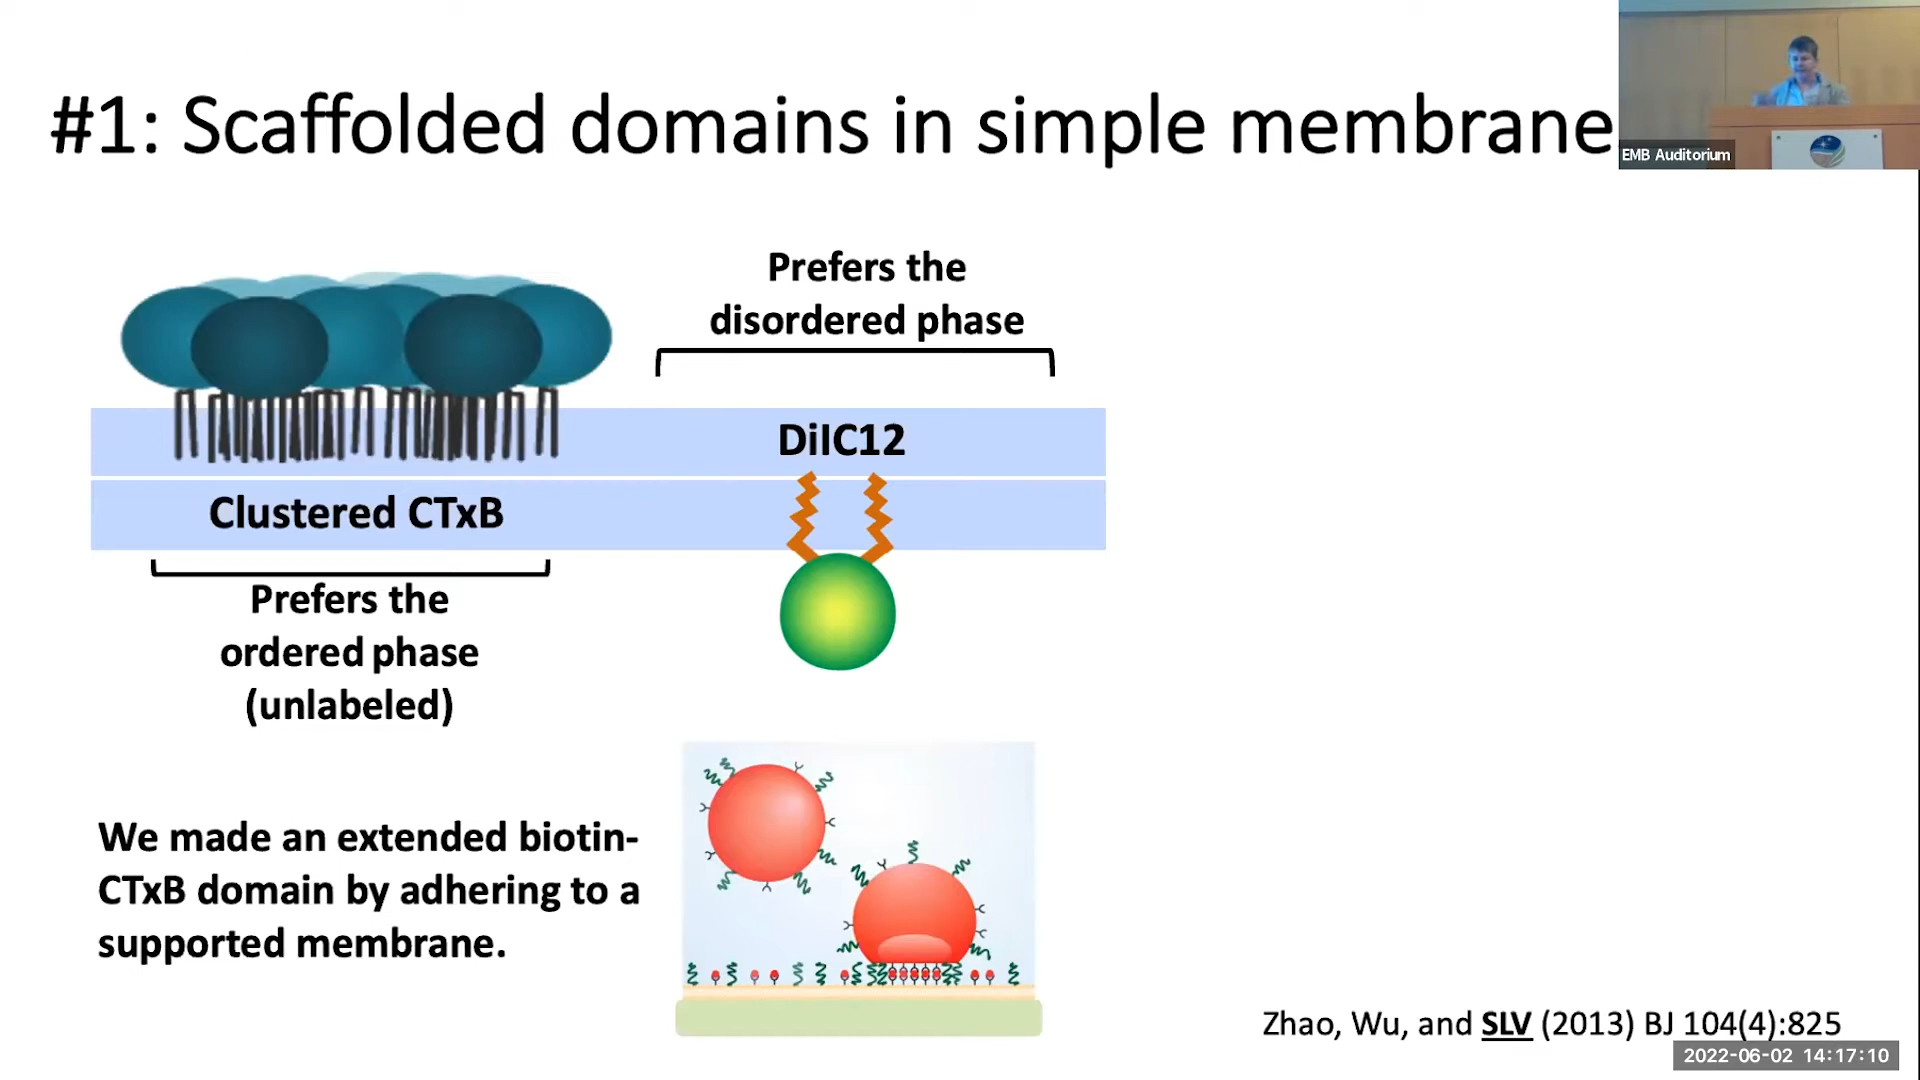 #1: Scaffolded domains in simple membrane
EMB Auditorium
Prefers the
disordered phase
DiIC12
Clustered CTxB
Prefers the
ordered phase
(unlabeled)
We made an extended biotin-
CTxB domain by adhering to a
supported membrane.
Zhao, Wu, and SLV (2013) BJ 104(4):825
2022-06-02 14:17:10